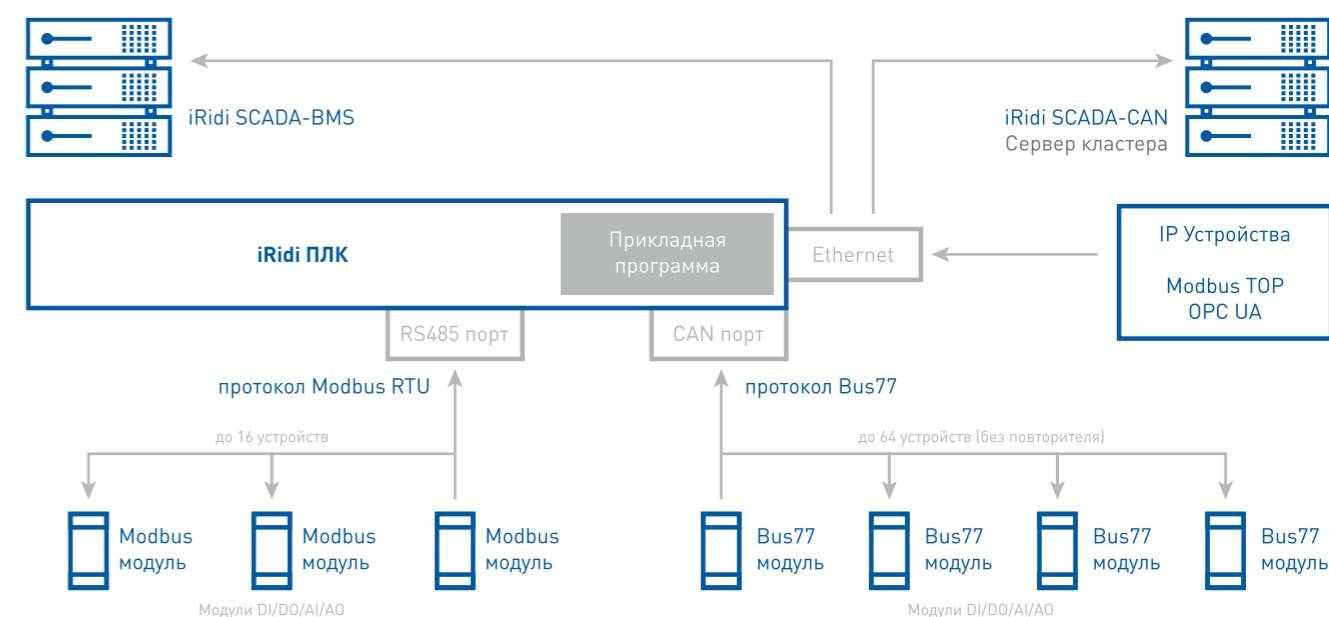 iRidi SCADA-BMS
iRidi SCADA-CAN
Сервер кластера
iRidi ПЛК
Прикладная
программа
Ethernet
IP Устройства
Modbus TOP
OPC UA
RS485 порт
CAN порт
протокол Modbus RTU
протокол Bus77
до 16 устройств
до 64 устройств (без повторителя)
Modbus
модуль
Modbus
модуль
Modbus
модуль
Bus77
модуль
Bus77
модуль
Bus77
модуль
Bus77
модуль
Модули DI/DO/AI/AO
Модули DI/DO/AI/AO